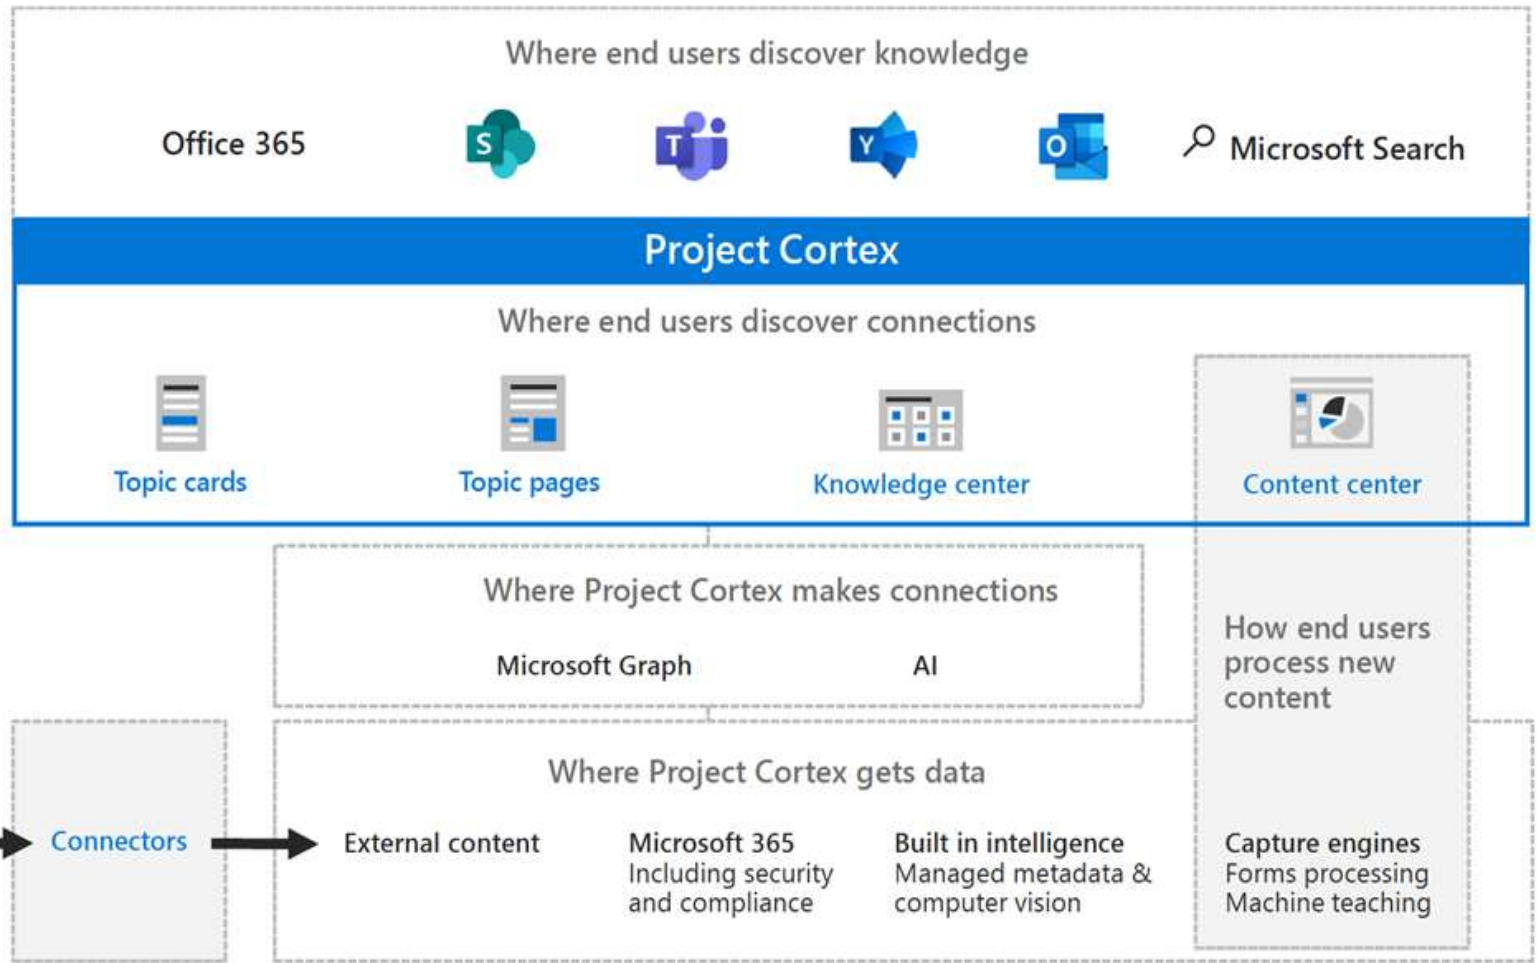 Where end users discover knowledge
Office 365
S
T
Y
O
Microsoft Search
Project Cortex
Where end users discover connections
Topic cards
Topic pages
Knowledge center
Content center
Where Project Cortex makes connections
Microsoft Graph
AI
How end users
process new
content
Where Project Cortex gets data
Connectors
External content
Microsoft 365
Including security
and compliance
Built in intelligence
Managed metadata &
computer vision
Capture engines
Forms processing
Machine teaching